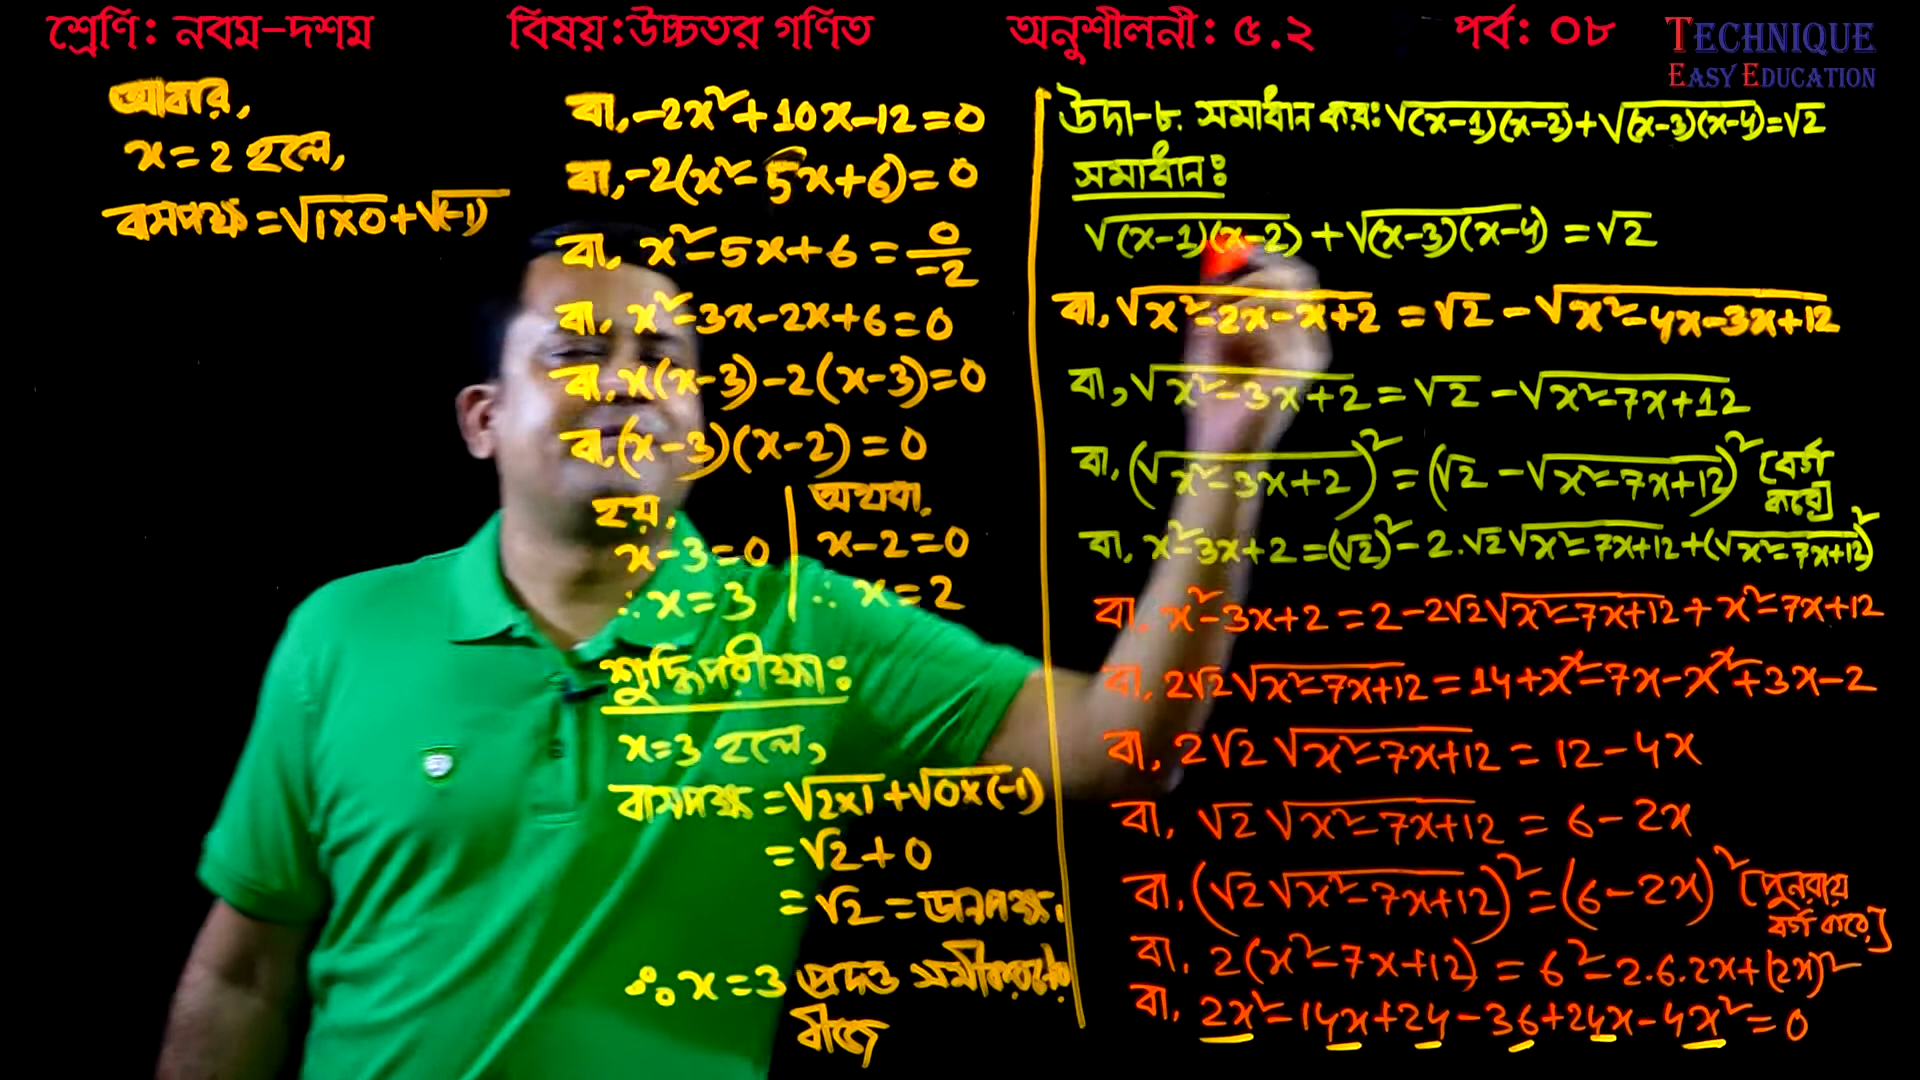 শ্রেণি: নবম-দশম বিষয়:উচ্চতর গণিত অনুশীলনী: ৫.২ পর্ব: ০৮
TECHNIQUE
EASY EDUCATION
উদা-৮. সমাধান কর: √(x-1)(x-2)+√(x-3)(x-4)=√2
সমাধান:
√(x-1)(x-2) + √(x-3)(x-4) = √2
বা, √x²-2x-x+2 = √2 - √x²-4x-3x+12
বা, √x²-3x+2 = √2 - √x²-7x+12
বা, (√x²-3x+2)² = (√2 - √x²-7x+12)² [বর্গ
করে]
বা, x²-3x+2 = (√2)² - 2.√2√x²-7x+12+(√x²-7x+12)²
বা, x²-3x+2 = 2-2√2√x²-7x+12 + x²-7x+12
বা, 2√2√x²-7x+12 = 14+x²-7x-x²+3x-2
বা, 2√2 √x²-7x+12 = 12-4x
বা, √2 √x²-7x+12 = 6-2x
বা, (√2 √x²-7x+12)² = (6-2x)² [পুনরায়
বর্গ করে]
বা, 2(x²-7x+12) = 6²-2.6.2x+(2x)²
বা, 2x²-14x+24-36+24x-4x²=0
বা, -2x²+10x-12=0
বা, -2(x²-5x+6)=0
বা, x²-5x+6 = 0/-2
বা, x²-3x-2x+6=0
বা, x(x-3)-2(x-3)=0
বা, (x-3)(x-2)=0
হয়, অথবা,
x-3=0 x-2=0
∴ x=3 ∴ x=2
শুদ্ধিপরীক্ষা:
x=3 হলে,
বামপক্ষ =√2x1+√0x(-1)
=√2+0
=√2=ডানপক্ষ।
∴ x=3 প্রদত্ত সমীকরণের
বীজ
আবার,
x=2 হলে,
বামপক্ষ =√1x0+√(-1)